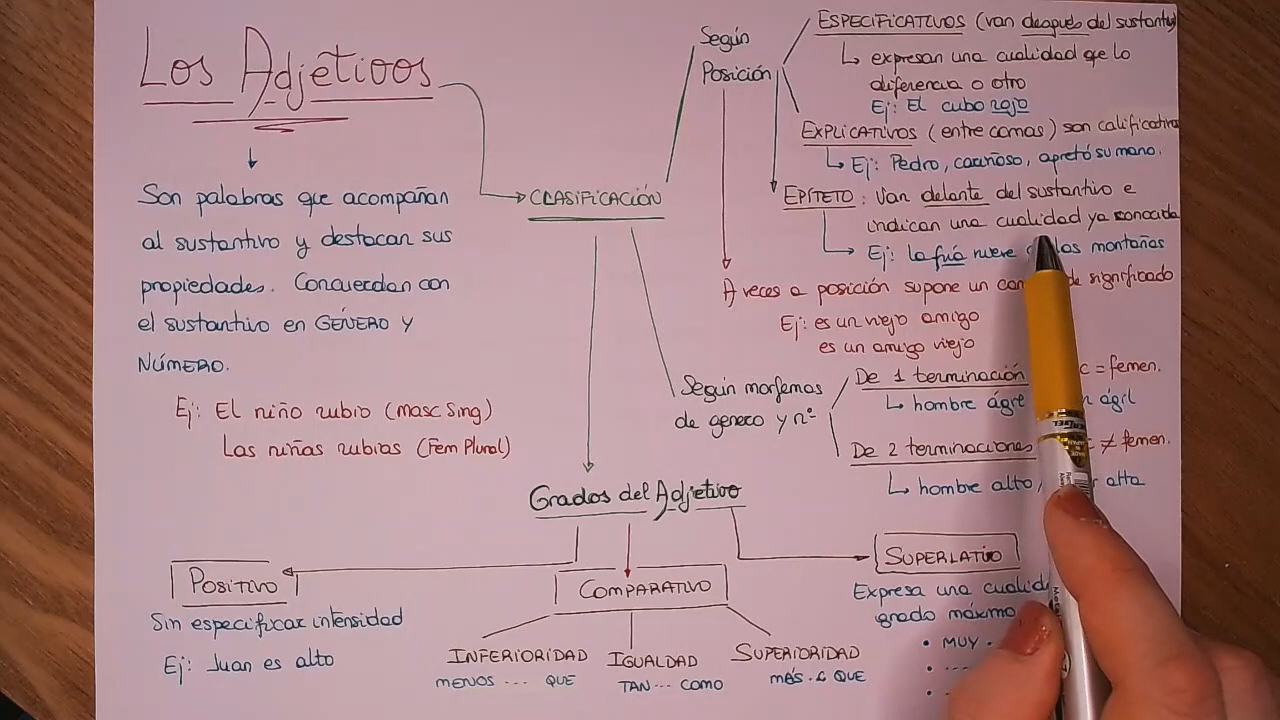 Los Adjetivos
Son palabras que acompañan
al sustantivo y destacan sus
propiedades. Concuerdan con
el sustantivo en GÉNERO Y
NÚMERO.
Ej: El niño rubio (masc Sing)
Las niñas rubias (Fem Plural)
CLASIFICACIÓN
Según
Posición
ESPECIFICATIVOS (van después del sustantivo
expresan una cualidad que lo
diferencia a otro
Ej: El cubo rojo
EXPLICATIVOS (entre comas) son calificativos
Ej: Pedro, cariñoso, apretó su mano.
EPÍTETO: Van delante del sustantivo e
indican una cualidad ya conocida
Ej: la fría nieve las montañas
A veces a posición supone un de significado
Ej: es un viejo amigo
es un amigo viejo
Según morfemas
de genero y nº
De 1 terminación = femen.
hombre ágil
De 2 terminaciones ≠ femen.
hombre alto, alta
Grados del Adjetivo
POSITIVO
Sin especificar intensidad
Ej: Juan es alto
COMPARATIVO
INFERIORIDAD
MENOS ... QUE
IGUALDAD
TAN ... COMO
SUPERIORIDAD
MÁS QUE
SUPERLATIVO
Expresa una
grado máximo
• MUY